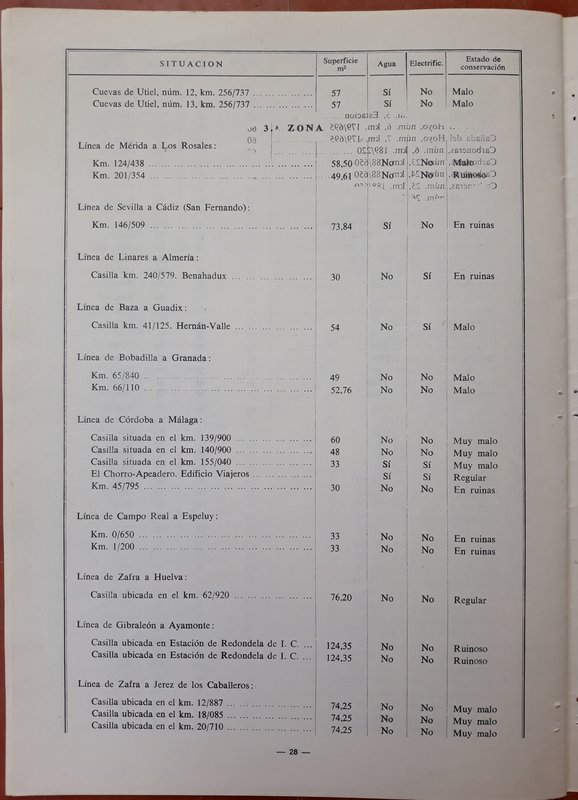 SITUACION Superficie m² Agua Electrific. Estado de conservación
Cuevas de Utiel, núm. 12, km. 256/737 ... ... ... ... ... 57 Sí No Malo
Cuevas de Utiel, núm. 13, km. 256/737 ... ... ... ... ... 57 Sí No Malo
3.ª ZONA
Línea de Mérida a Los Rosales:
Km. 124/438 ... 58,50 No No Malo
Km. 201/354 ... 49,61 No No Ruinoso
Línea de Sevilla a Cádiz (San Fernando):
Km. 146/509 ... 73,84 Sí No En ruinas
Línea de Linares a Almería:
Casilla km. 240/579. Benahadux ... 30 No Sí En ruinas
Línea de Baza a Guadix:
Casilla km. 41/125. Hernán-Valle ... 54 No Sí Malo
Línea de Bobadilla a Granada:
Km. 65/840 ... 49 No No Malo
Km. 66/110 ... 52,76 No No Malo
Línea de Córdoba a Málaga:
Casilla situada en el km. 139/900 ... 60 No No Muy malo
Casilla situada en el km. 140/900 ... 48 No No Muy malo
Casilla situada en el km. 155/040 ... 33 Sí Sí Muy malo
El Chorro-Apeadero. Edificio Viajeros ... Sí Sí Regular
Km. 45/795 ... 30 No No En ruinas
Línea de Campo Real a Espeluy:
Km. 0/650 ... 33 No No En ruinas
Km. 1/200 ... 33 No No En ruinas
Línea de Zafra a Huelva:
Casilla ubicada en el km. 62/920 ... 76,20 No No Regular
Línea de Gibraleón a Ayamonte:
Casilla ubicada en Estación de Redondela de I. C. ... 124,35 No No Ruinoso
Casilla ubicada en Estación de Redondela de I. C. ... 124,35 No No Ruinoso
Línea de Zafra a Jerez de los Caballeros:
Casilla ubicada en el km. 12/887 ... 74,25 No No Muy malo
Casilla ubicada en el km. 18/085 ... 74,25 No No Muy malo
Casilla ubicada en el km. 20/710 ... 74,25 No No Muy malo
— 28 —